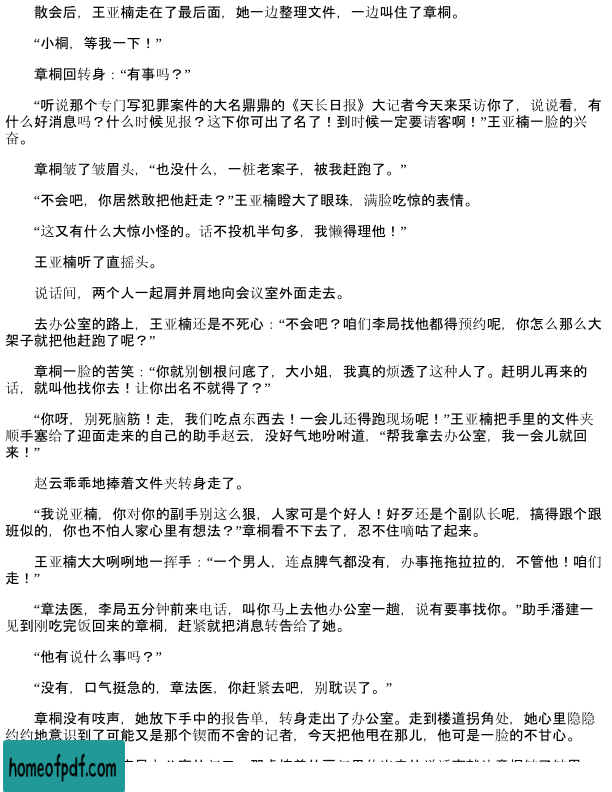 散会后，王亚楠走在了最后面，她一边整理文件，一边叫住了章桐。
“小桐，等我一下！”
章桐回转身：“有事吗？”
“听说那个专门写犯罪案件的大名鼎鼎的《天长日报》大记者今天来采访你了，说说看，有
什么好消息吗？什么时候见报？这下你可出了名了！到时候一定要请客啊！”王亚楠一脸的兴
奋。
章桐皱了皱眉头，“也没什么，一桩老案子，被我赶跑了。”
“不会吧，你居然敢把他赶走？”王亚楠瞪大了眼珠，满脸吃惊的表情。
“这又有什么大惊小怪的。话不投机半句多，我懒得理他！”
王亚楠听了直摇头。
说话间，两个人一起肩并肩地向会议室外面走去。
去办公室的路上，王亚楠还是不死心：“不会吧？咱们李局找他都得预约呢，你怎么那么大
架子就把他赶跑了呢？”
章桐一脸的苦笑：“你就别刨根问底了，大小姐，我真的烦透了这种人了。赶明儿再来的
话，就叫他找你去！让你出名不就得了？”
“你呀，别死脑筋！走，我们吃点东西去！一会儿还得跑现场呢！”王亚楠把手里的文件夹
顺手塞给了迎面走来的自己的助手赵云，没好气地吩咐道，“帮我拿去办公室，我一会儿就回
来！”
赵云乖乖地捧着文件夹转身走了。
“我说亚楠，你对你的副手别这么狠，人家可是个好人！好歹还是个副队长呢，搞得跟个跟
班似的，你也不怕人家心里有想法？”章桐看不下去了，忍不住嘀咕了起来。
王亚楠大大咧咧地一挥手：“一个男人，连点脾气都没有，办事拖拖拉拉的，不管他！咱们
走！”
“章法医，李局五分钟前来电话，叫你马上去他办公室一趟，说有要事找你。”助手潘建一
见到刚吃完饭回来的章桐，赶紧就把消息转告给了她。
“他有说什么事吗？”
“没有，口气挺急的，章法医，你赶紧去吧，别耽误了。”
章桐没有吱声，她放下手中的报告单，转身走出了办公室。走到楼道拐角处，她心里隐隐
约约地意识到了可能又是那个锲而不舍的记者，今天把他甩在那儿，他可是一脸的不甘心。
homeofpdf.com